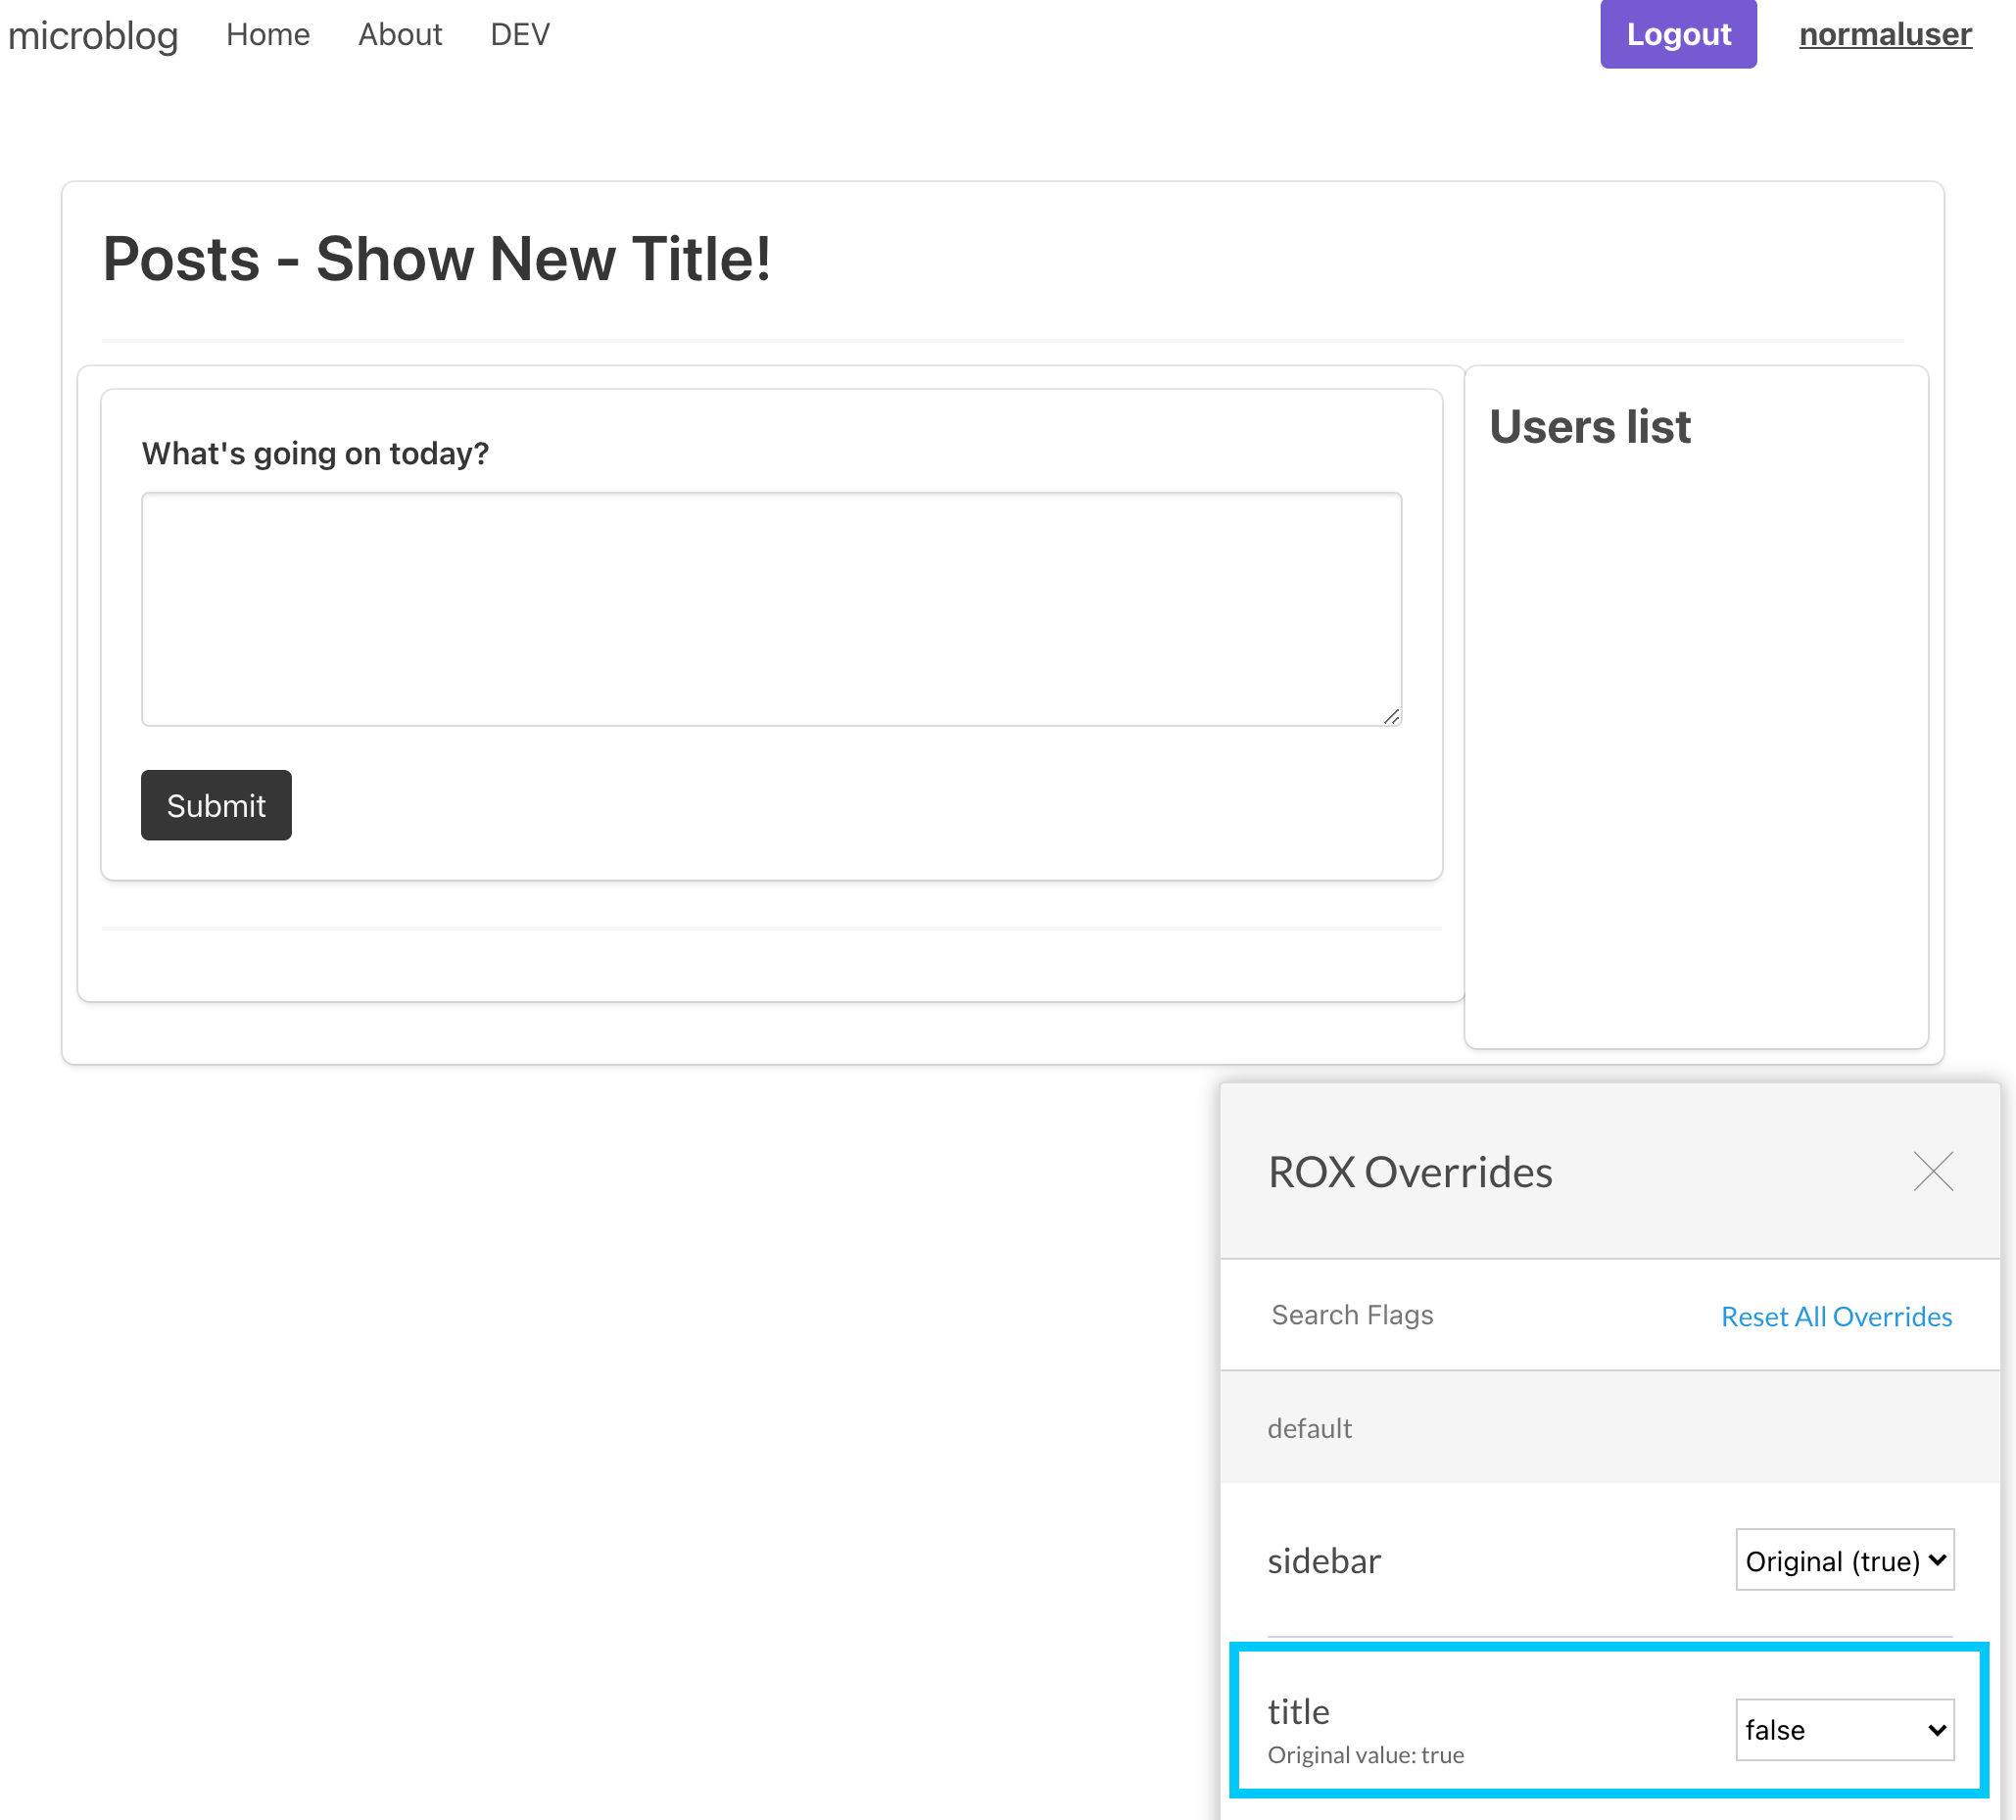 microblog Home About DEV Logout normaluser
Posts - Show New Title!
What's going on today?
Submit
Users list
ROX Overrides
Search Flags Reset All Overrides
default
sidebar Original (true)
title false
Original value: true